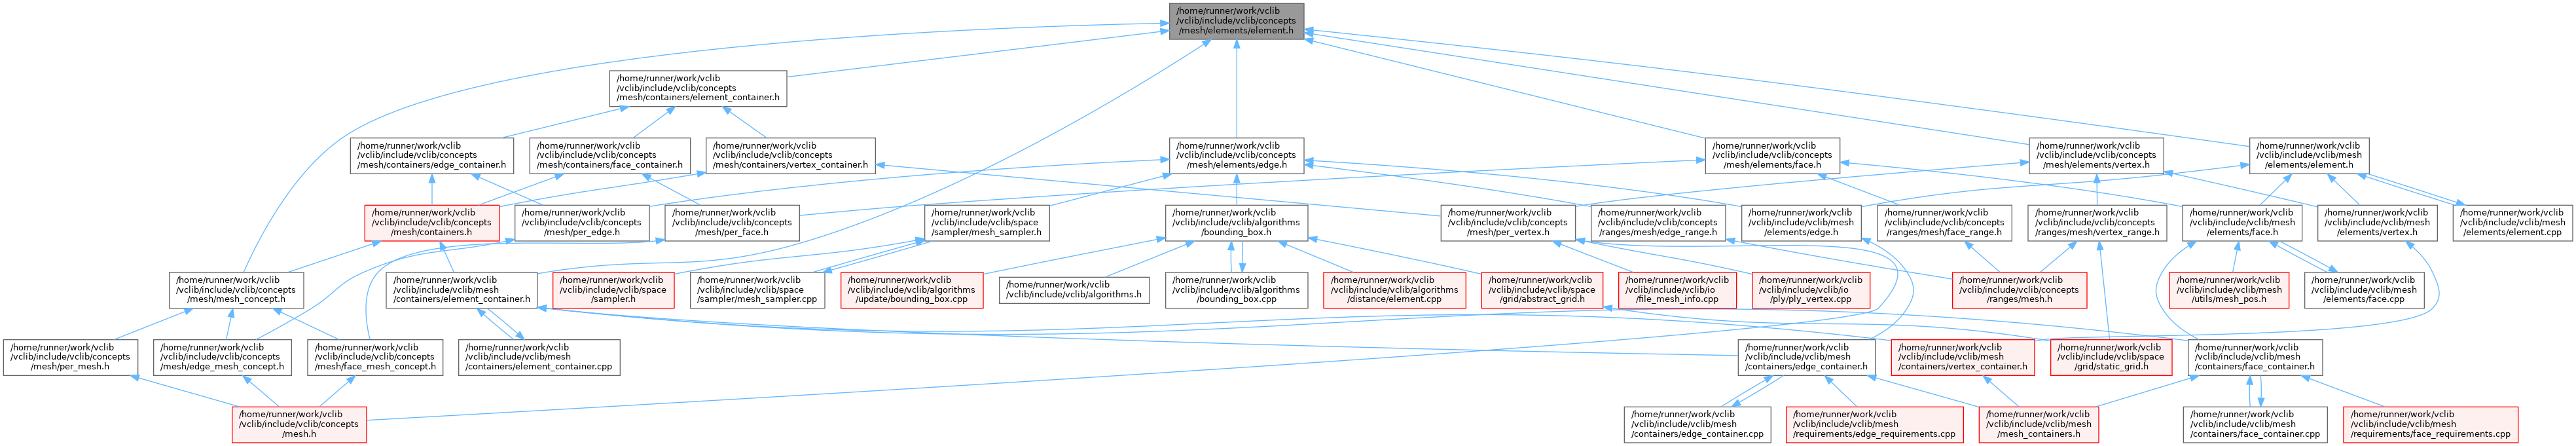 /home/runner/work/vclib
/vclib/include/vclib/concepts
/mesh/elements/element.h
/home/runner/work/vclib
/vclib/include/vclib/concepts
/mesh/containers/element_container.h
/home/runner/work/vclib
/vclib/include/vclib/concepts
/mesh/containers/edge_container.h
/home/runner/work/vclib
/vclib/include/vclib/concepts
/mesh/containers/face_container.h
/home/runner/work/vclib
/vclib/include/vclib/concepts
/mesh/containers/vertex_container.h
/home/runner/work/vclib
/vclib/include/vclib/concepts
/mesh/elements/edge.h
/home/runner/work/vclib
/vclib/include/vclib/concepts
/mesh/elements/face.h
/home/runner/work/vclib
/vclib/include/vclib/concepts
/mesh/elements/vertex.h
/home/runner/work/vclib
/vclib/include/vclib/mesh
/elements/element.h
/home/runner/work/vclib
/vclib/include/vclib/concepts
/mesh/containers.h
/home/runner/work/vclib
/vclib/include/vclib/concepts
/mesh/per_edge.h
/home/runner/work/vclib
/vclib/include/vclib/concepts
/mesh/per_face.h
/home/runner/work/vclib
/vclib/include/vclib/space
/sampler/mesh_sampler.h
/home/runner/work/vclib
/vclib/include/vclib/algorithms
/bounding_box.h
/home/runner/work/vclib
/vclib/include/vclib/concepts
/mesh/per_vertex.h
/home/runner/work/vclib
/vclib/include/vclib/concepts
/ranges/mesh/edge_range.h
/home/runner/work/vclib
/vclib/include/vclib/mesh
/elements/edge.h
/home/runner/work/vclib
/vclib/include/vclib/concepts
/ranges/mesh/face_range.h
/home/runner/work/vclib
/vclib/include/vclib/concepts
/ranges/mesh/vertex_range.h
/home/runner/work/vclib
/vclib/include/vclib/mesh
/elements/face.h
/home/runner/work/vclib
/vclib/include/vclib/mesh
/elements/vertex.h
/home/runner/work/vclib
/vclib/include/vclib/mesh
/elements/element.cpp
/home/runner/work/vclib
/vclib/include/vclib/concepts
/mesh/mesh_concept.h
/home/runner/work/vclib
/vclib/include/vclib/mesh
/containers/element_container.h
/home/runner/work/vclib
/vclib/include/vclib/space
/sampler.h
/home/runner/work/vclib
/vclib/include/vclib/space
/sampler/mesh_sampler.cpp
/home/runner/work/vclib
/vclib/include/vclib/algorithms
/update/bounding_box.cpp
/home/runner/work/vclib
/vclib/include/vclib/algorithms.h
/home/runner/work/vclib
/vclib/include/vclib/algorithms
/bounding_box.cpp
/home/runner/work/vclib
/vclib/include/vclib/algorithms
/distance/element.cpp
/home/runner/work/vclib
/vclib/include/vclib/space
/grid/abstract_grid.h
/home/runner/work/vclib
/vclib/include/vclib/io
/file_mesh_info.cpp
/home/runner/work/vclib
/vclib/include/vclib/io
/ply/ply_vertex.cpp
/home/runner/work/vclib
/vclib/include/vclib/concepts
/ranges/mesh.h
/home/runner/work/vclib
/vclib/include/vclib/mesh
/utils/mesh_pos.h
/home/runner/work/vclib
/vclib/include/vclib/mesh
/elements/face.cpp
/home/runner/work/vclib
/vclib/include/vclib/concepts
/mesh/per_mesh.h
/home/runner/work/vclib
/vclib/include/vclib/concepts
/mesh/edge_mesh_concept.h
/home/runner/work/vclib
/vclib/include/vclib/concepts
/mesh/face_mesh_concept.h
/home/runner/work/vclib
/vclib/include/vclib/mesh
/containers/element_container.cpp
/home/runner/work/vclib
/vclib/include/vclib/mesh
/containers/edge_container.h
/home/runner/work/vclib
/vclib/include/vclib/mesh
/containers/vertex_container.h
/home/runner/work/vclib
/vclib/include/vclib/space
/grid/static_grid.h
/home/runner/work/vclib
/vclib/include/vclib/mesh
/containers/face_container.h
/home/runner/work/vclib
/vclib/include/vclib/concepts
/mesh.h
/home/runner/work/vclib
/vclib/include/vclib/mesh
/containers/edge_container.cpp
/home/runner/work/vclib
/vclib/include/vclib/mesh
/requirements/edge_requirements.cpp
/home/runner/work/vclib
/vclib/include/vclib/mesh
/mesh_containers.h
/home/runner/work/vclib
/vclib/include/vclib/mesh
/containers/face_container.cpp
/home/runner/work/vclib
/vclib/include/vclib/mesh
/requirements/face_requirements.cpp